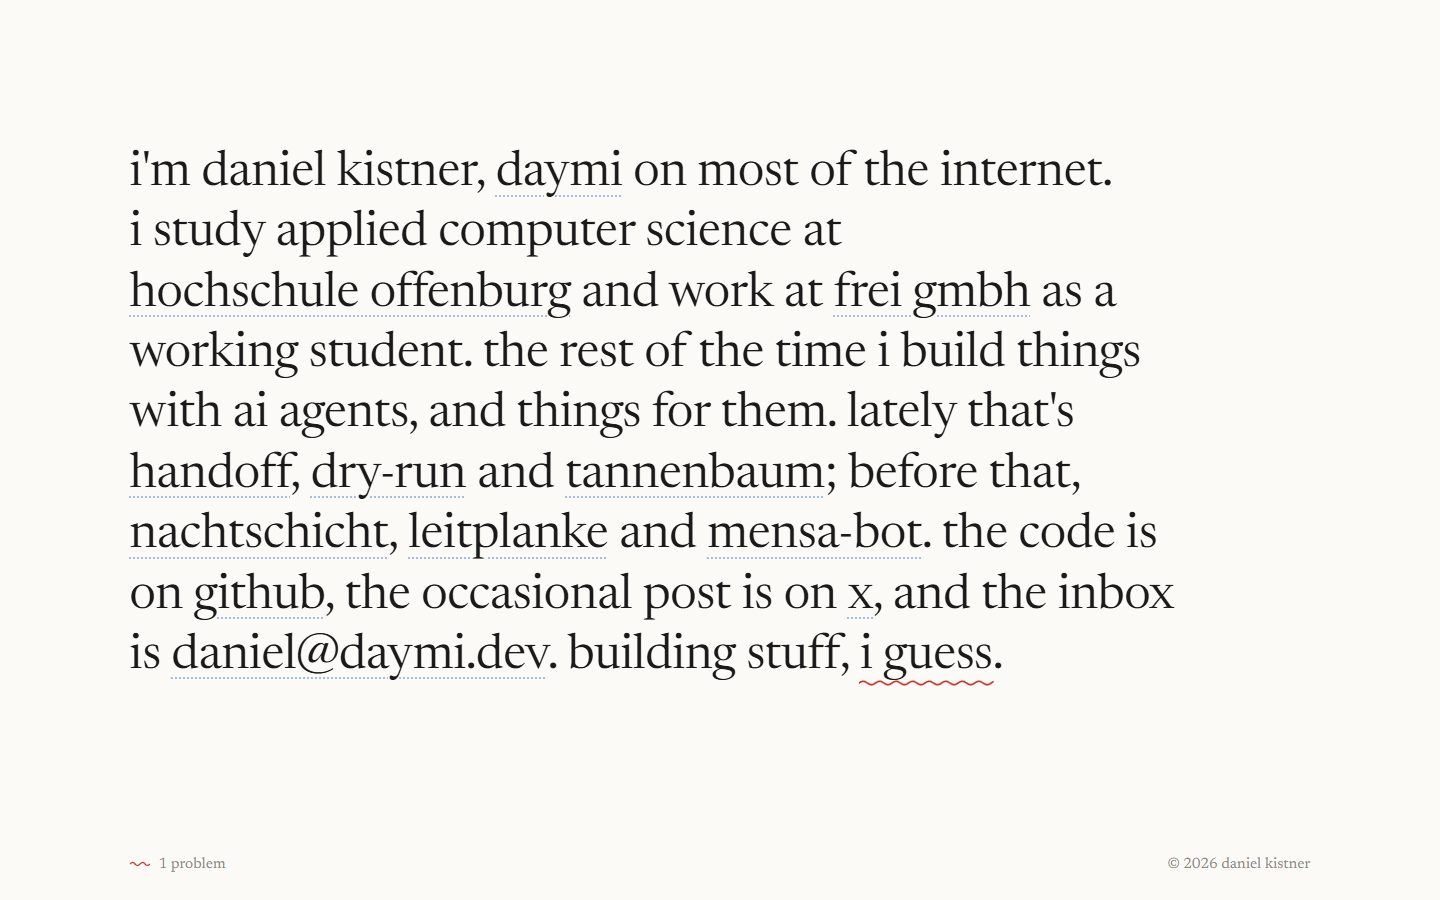 i'm daniel kistner, daymi on most of the internet.
i study applied computer science at
hochschule offenburg and work at frei gmbh as a
working student. the rest of the time i build things
with ai agents, and things for them. lately that's
handoff, dry-run and tannenbaum; before that,
nachtschicht, leitplanke and mensa-bot. the code is
on github, the occasional post is on x, and the inbox
is daniel@daymi.dev. building stuff, i guess.
1 problem
© 2026 daniel kistner